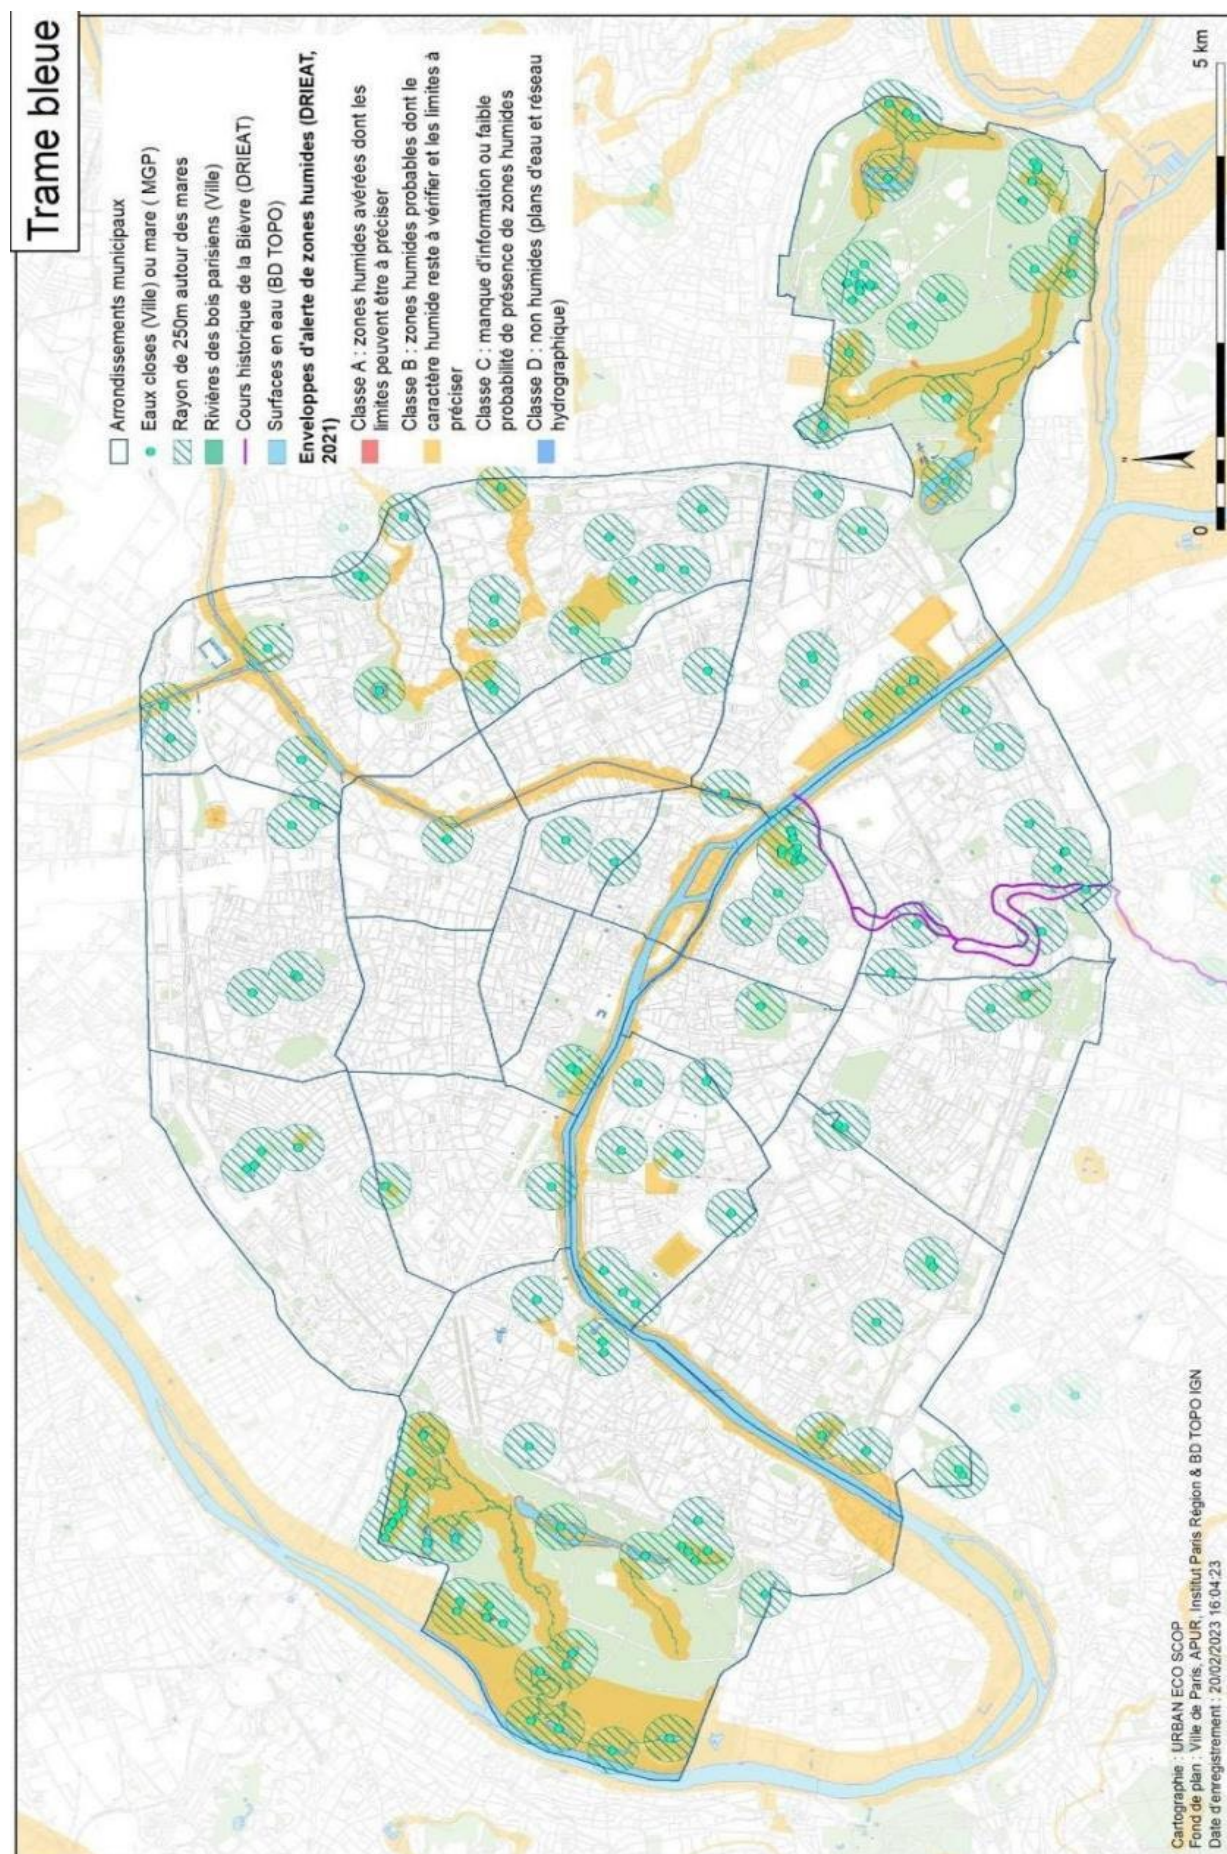 Trame bleue
Arrondissements municipaux
Eaux closes (Ville) ou mare ( MGP)
Rayon de 250m autour des mares
Rivières des bois parisiens (Ville)
Cours historique de la Bièvre (DRIEAT)
Surfaces en eau (BD TOPO)
Enveloppes d'alerte de zones humides (DRIEAT,
2021)
Classe A : zones humides avérées dont les
limites peuvent être à préciser
Classe B : zones humides probables dont le
caractère humide reste à vérifier et les limites à
préciser
Classe C : manque d'information ou faible
probabilité de présence de zones humides
Classe D : non humides (plans d'eau et réseau
hydrographique)
N
0
5 km
Cartographie : URBAN ECO SCOP
Fond de plan : Ville de Paris, APUR, Institut Paris Région & BD TOPO IGN
Date d'enregistrement : 20/02/2023 16:04:23